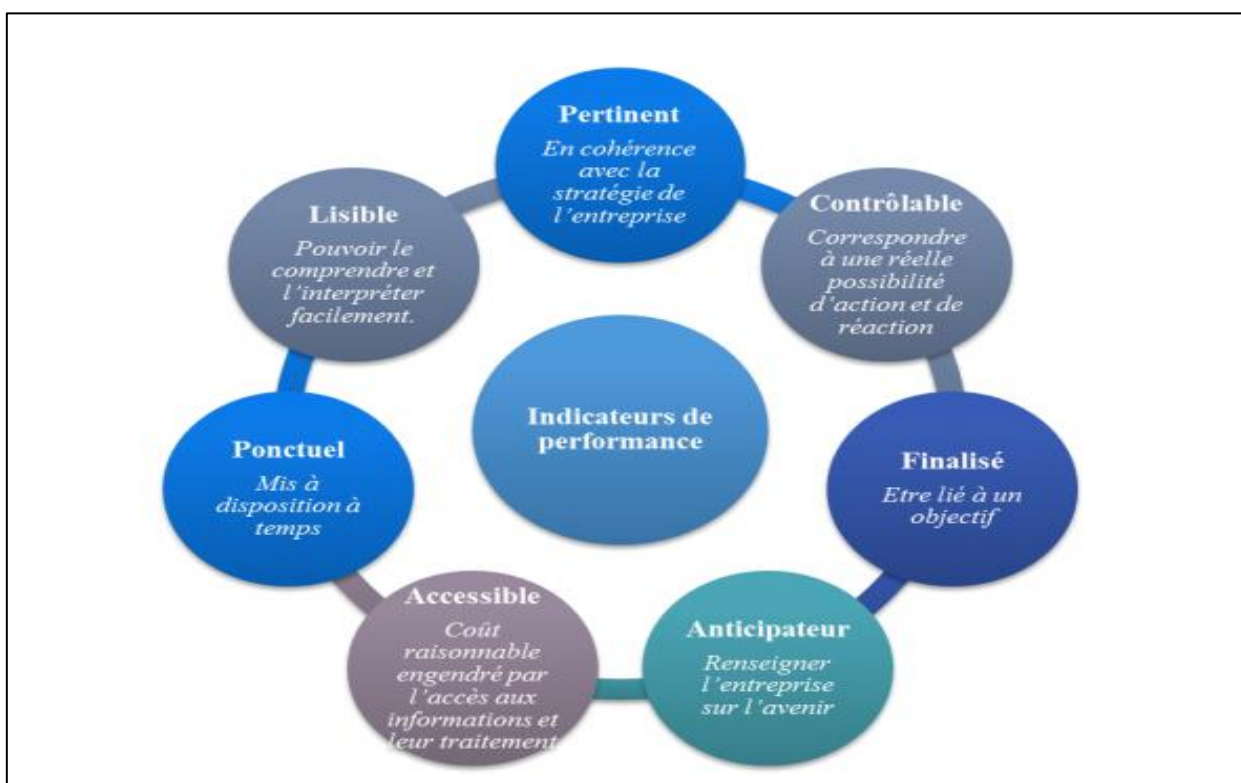 Pertinent
En cohérence
avec la
stratégie de
l'entreprise
Contrôlable
Correspondre
à une réelle
possibilité
d'action et de
réaction
Finalisé
Etre lié à un
objectif
Anticipateur
Renseigner
l'entreprise
sur l'avenir
Accessible
Coût
raisonnable
engendré par
l'accès aux
informations et
leur traitement
Ponctuel
Mis à
disposition à
temps
Lisible
Pouvoir le
comprendre et
l'interpréter
facilement.
Indicateurs de
performance